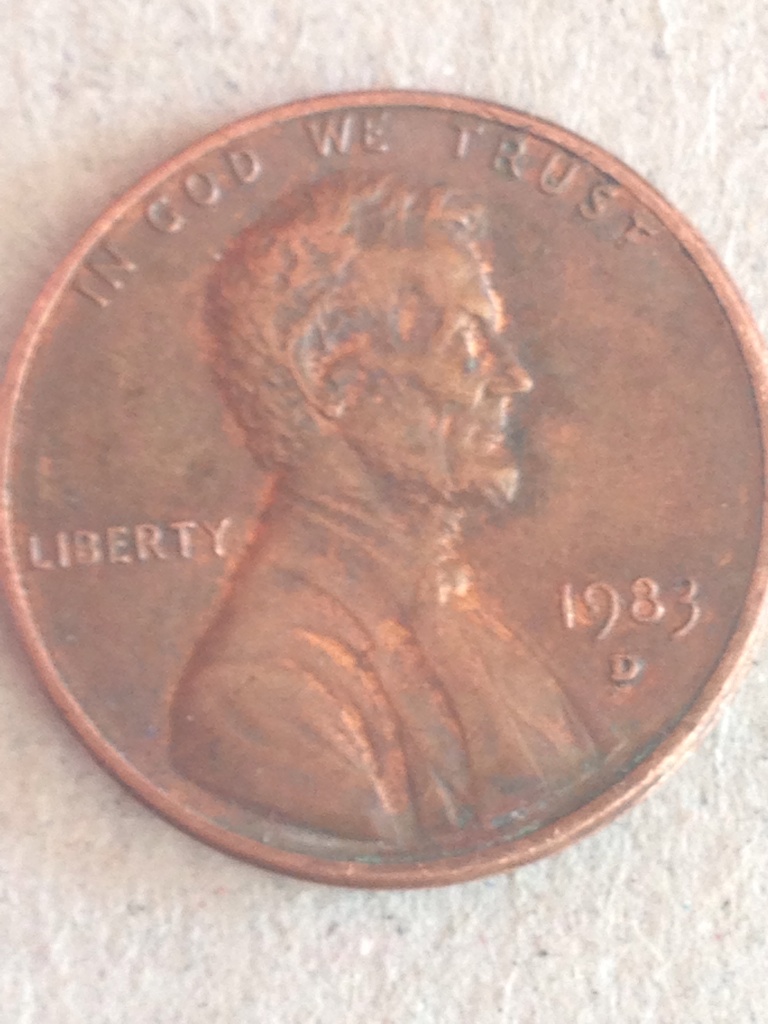 IN GOD WE TRUST
LIBERTY
1983
D